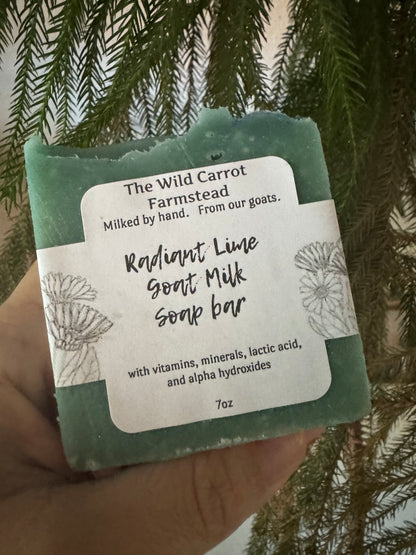 The Wild Carrot
Farmstead
Milked by hand. From our goats.
Radiant Lime
Goat Milk
Soap bar
with vitamins, minerals, lactic acid,
and alpha hydroxides
7oz